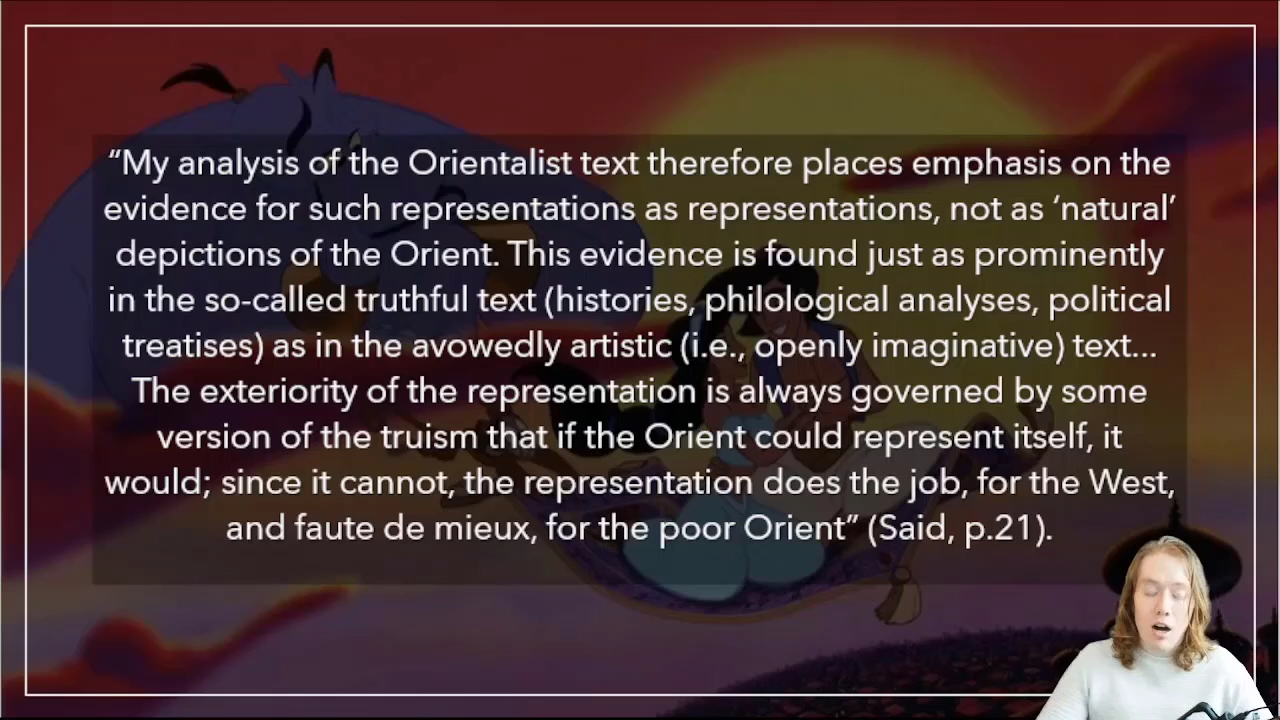 “My analysis of the Orientalist text therefore places emphasis on the
evidence for such representations as representations, not as ‘natural’
depictions of the Orient. This evidence is found just as prominently
in the so-called truthful text (histories, philological analyses, political
treatises) as in the avowedly artistic (i.e., openly imaginative) text...
The exteriority of the representation is always governed by some
version of the truism that if the Orient could represent itself, it
would; since it cannot, the representation does the job, for the West,
and faute de mieux, for the poor Orient” (Said, p.21).